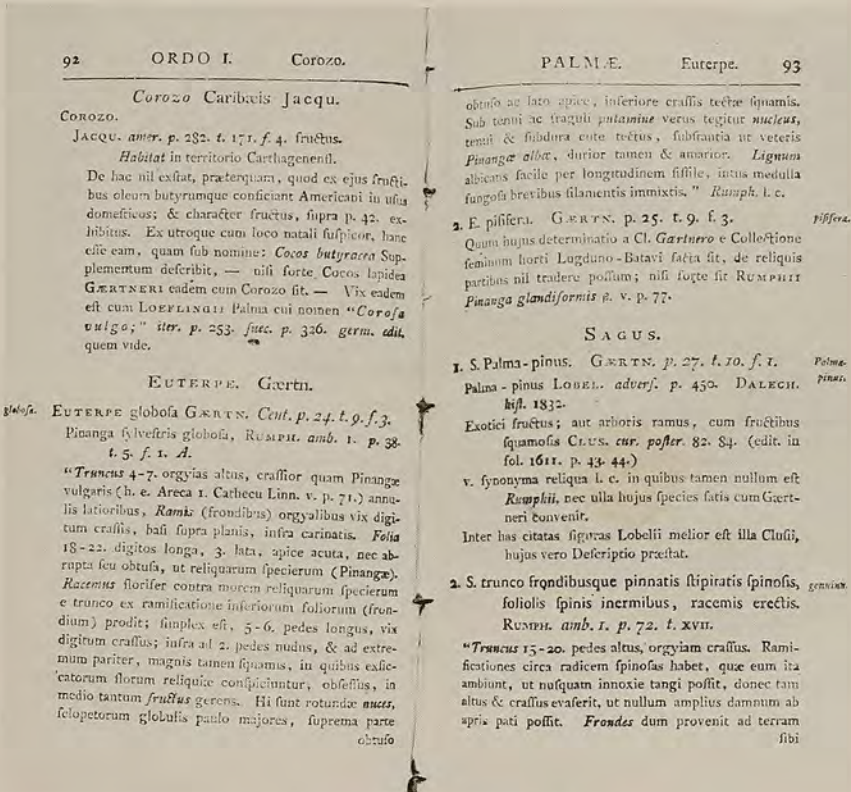 92 ORDO I. Corozo.
Corozo Caribæis Jacqu.
COROZO.
JACQU. amer. p. 282. t. 171. f. 4. fructus.
Habitat in territorio Carthagenensi.
De hac nil exſtat, præterquam, quod ex ejus fructi-
bus oleum butyrumque conficiant Americani in uſus
domeſticos; & character fructus, ſupra p. 42. ex-
hibitus. Ex utroque cum loco natali ſuſpicor, hanc
eſſe eam, quam ſub nomine: Cocos butyracea Sup-
plementum deſcribit, — niſi forte Cocos lapidea
GÆRTNERI eadem cum Corozo ſit. — Vix eadem
eſt cum LOEFLINGII Palma cui nomen "Coroſa
vulgo;" iter. p. 253. ſuec. p. 326. germ. edit.
quem vide.
EUTERPE. Gærtn.
globoſa. EUTERPE globoſa GÆRTN. Cent. p. 24. t. 9. f. 3.
Pinanga ſylveſtris globoſa, RUMPH. amb. 1. p. 38.
t. 5. f. 1. A.
"Truncus 4-7. orgyias altus, craſſior quam Pinangæ
vulgaris (h. e. Areca 1. Cathecu Linn. v. p. 71.) annu-
lis latioribus, Ramis (frondibus) orgyalibus vix digi-
tum craſſis, baſi ſupra planis, infra carinatis. Folia
18-22. digitos longa, 3. lata, apice acuta, nec ab-
rupta ſeu obtuſa, ut reliquarum ſpecierum (Pinangæ).
Racemus florifer contra morem reliquarum ſpecierum
e trunco ex ramificatione inferiorum foliorum (fron-
dium) prodit; ſimplex eſt, 5-6. pedes longus, vix
digitum craſſus; infra ad 2. pedes nudus, & ad extre-
mum pariter, magnis tamen ſquamis, in quibus exſic-
catorum florum reliquiæ conſpiciuntur, obſeſſus, in
medio tantum fructus gerens. Hi ſunt rotundæ nuces,
ſclopetorum globulis paulo majores, ſuprema parte
obtuſo
PALMÆ. Euterpe. 93
obtuſo ac lato apice, inferiore craſſis tectæ ſquamis.
Sub tenui ac fragili putamine verus tegitur nucleus,
tenui & ſubdura cute tectus, ſubſtantia ut veteris
Pinangæ albæ, durior tamen & amarior. Lignum
albicans facile per longitudinem fiſſile, intus medulla
fungoſa brevibus filamentis immixtis. " Rumph. l. c.
2. E. piſifera. GÆRTN. p. 25. t. 9. f. 3. piſifera.
Quum hujus determinatio a Cl. Gærtnero e Collectione
ſeminum horti Lugduno-Batavi facta ſit, de reliquis
partibus nil tradere poſſum; niſi forte ſit RUMPHII
Pinanga glandiformis β. v. p. 77.
SAGUS.
1. S. Palma-pinus. GÆRTN. p. 27. t. 10. f. 1. Palma-
pinus.
Palma-pinus LOBEL. adverſ. p. 450. DALECH.
hiſt. 1832.
Exotici fructus; aut arboris ramus, cum fructibus
ſquamoſis CLUS. cur. poſter. 82. 84. (edit. in
fol. 1611. p. 43. 44.)
v. ſynonyma reliqua l. c. in quibus tamen nullum eſt
Rumphii, nec ulla hujus ſpecies ſatis cum Gært-
neri convenit.
Inter has citatas figuras Lobelii melior eſt illa Cluſii,
hujus vero Deſcriptio præſtat.
2. S. trunco frondibusque pinnatis ſtipiratis ſpinoſis, genuina.
foliolis ſpinis inermibus, racemis erectis.
RUMPH. amb. 1. p. 72. t. XVII.
"Truncus 15-20. pedes altus, orgyiam craſſus. Rami-
ficationes circa radicem ſpinoſas habet, quæ eum ita
ambiunt, ut nuſquam innoxie tangi poſſit, donec tam
altus & craſſus evaſerit, ut nullum amplius damnum ab
apris pati poſſit. Frondes dum provenit ad terram
ſibi